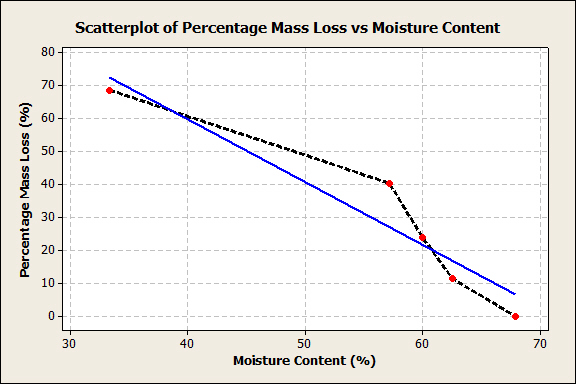 Scatterplot of Percentage Mass Loss vs Moisture Content
Percentage Mass Loss (%)
80
70
60
50
40
30
20
10
0
30 40 50 60 70
Moisture Content (%)